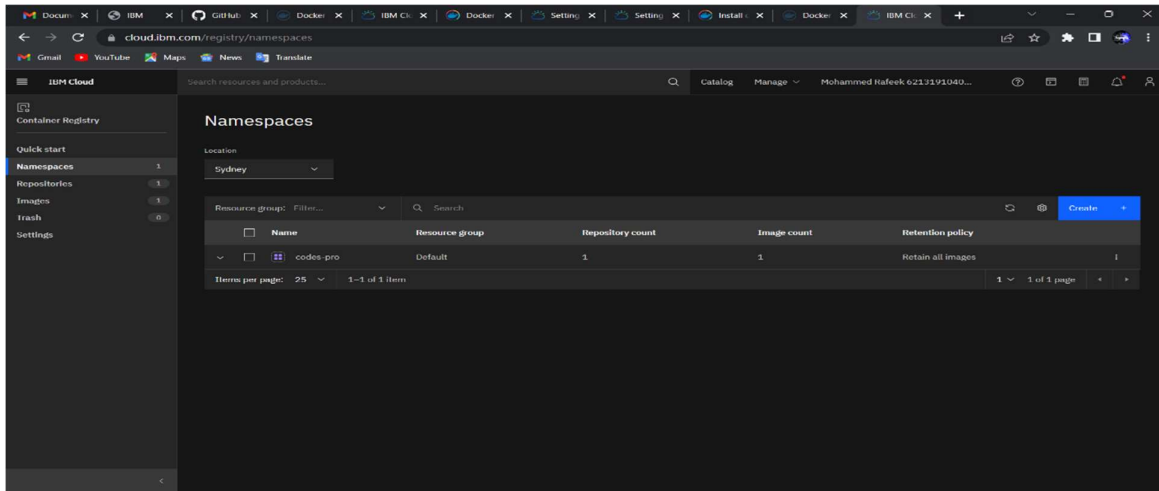 Docum
IBM
GitHub
Docker
IBM Cl
Docker
Setting
Setting
Install
Docker
IBM Cl
cloud.ibm.com/registry/namespaces
Gmail YouTube Maps News Translate
IBM Cloud
Search resources and products...
Catalog Manage Mohammed Rafeek 6213191040...
Container Registry
Namespaces
Quick start
Location
Namespaces 1
Sydney
Repositories 1
Images 1
Resource group: Filter... Search Create +
Trash 0
Settings
Name Resource group Repository count Image count Retention policy
codes-pro Default 1 1 Retain all images
Items per page: 25 1–1 of 1 item 1 1 of 1 page